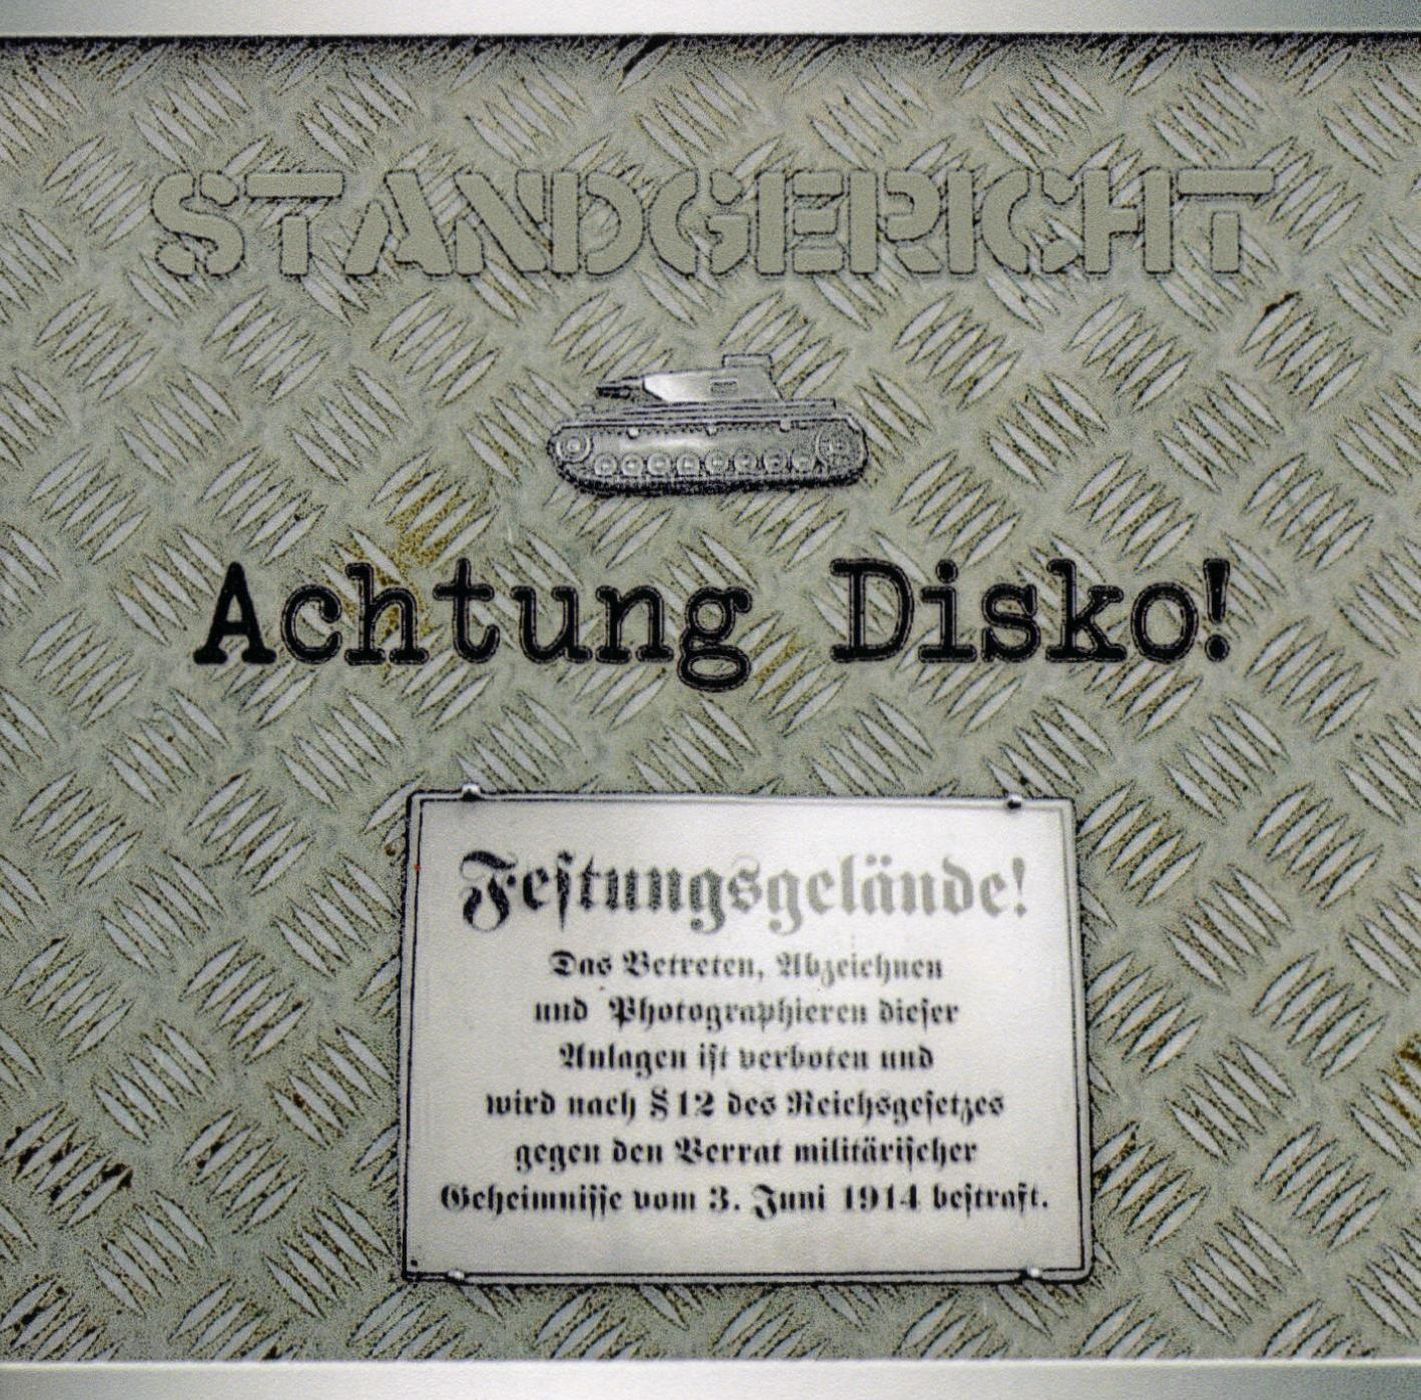 STANDGERICHT
Achtung Disko!
Festungsgelände!
Das Betreten, Abzeichnen
und Photographieren dieser
Anlagen ist verboten und
wird nach §12 des Reichsgesetzes
gegen den Verrat militärischer
Geheimnisse vom 3. Juni 1914 bestraft.